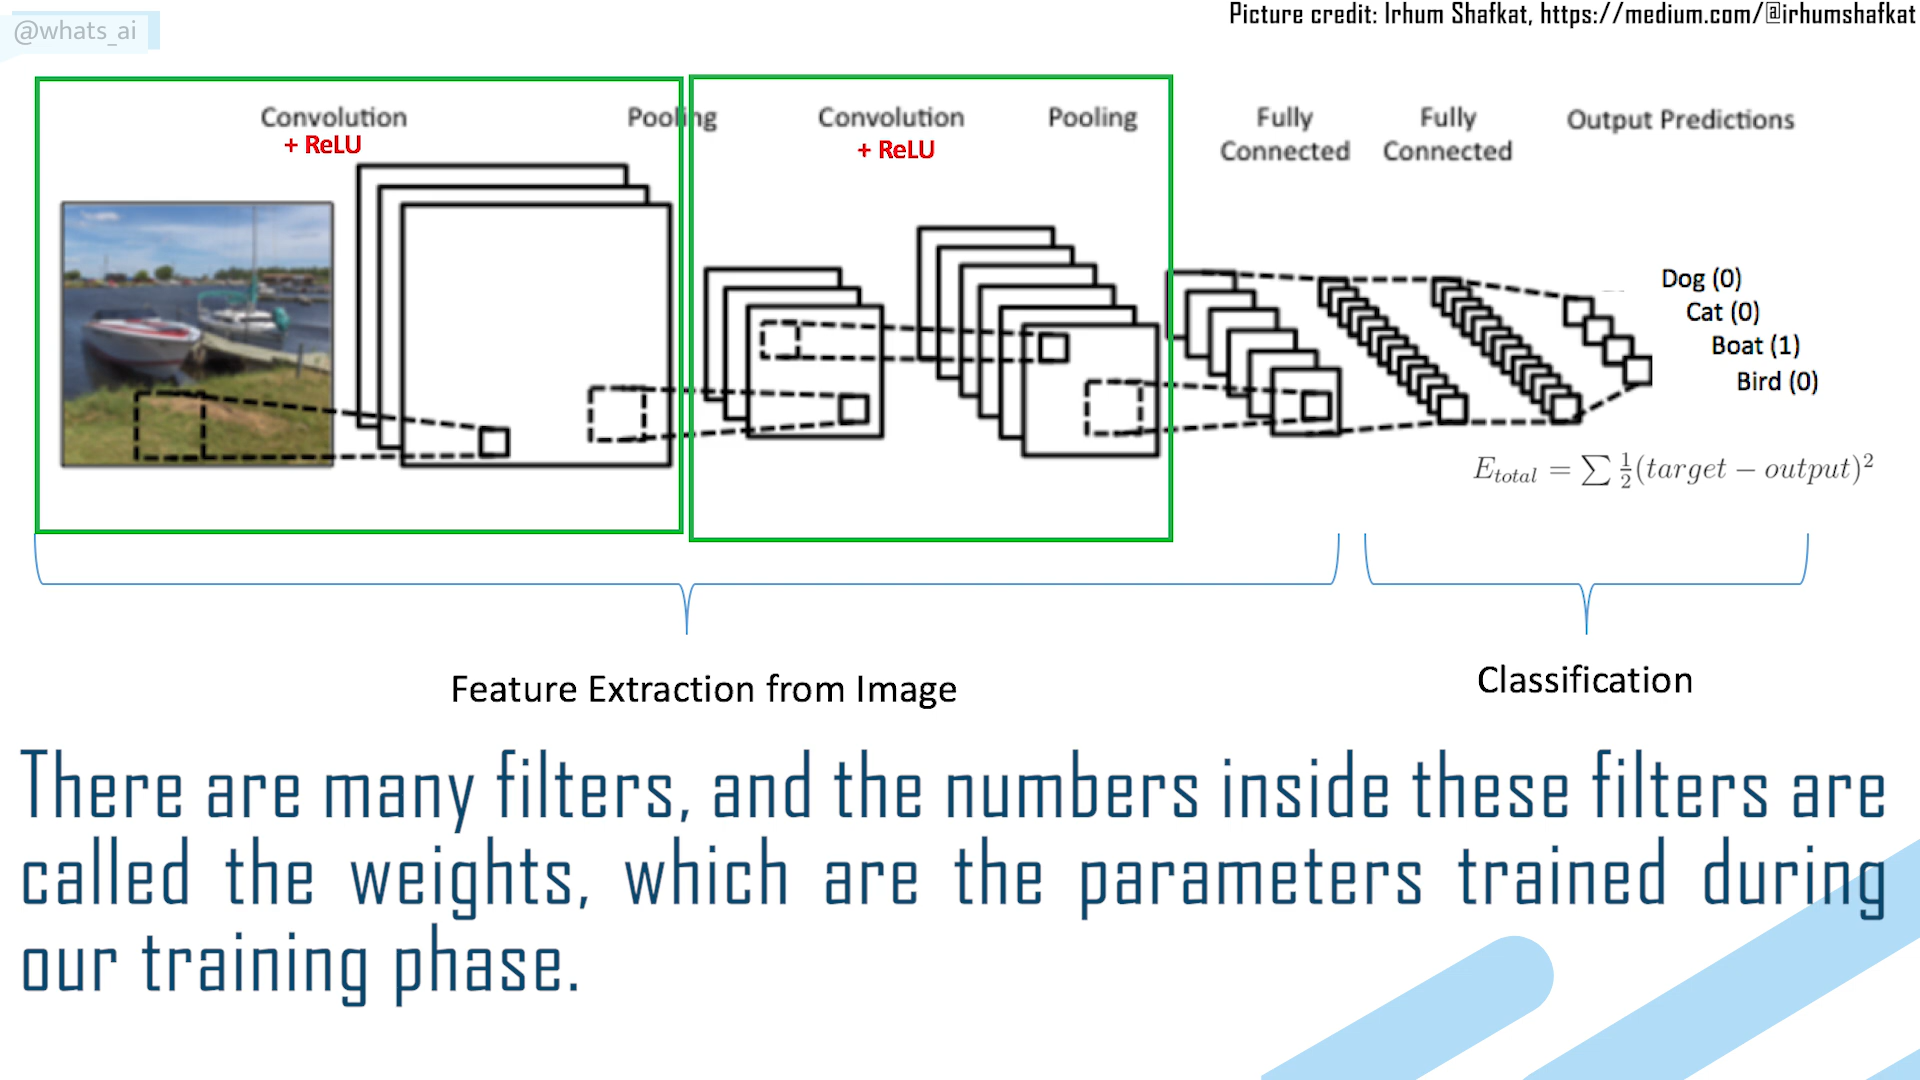 @whats_ai
Picture credit: Irhum Shafkat, https://medium.com/@irhumshafkat
Convolution
+ ReLU
Pooling
Convolution
+ ReLU
Pooling
Fully
Connected
Fully
Connected
Output Predictions
Dog (0)
Cat (0)
Boat (1)
Bird (0)
E_{total} = ∑ ½(target − output)²
Feature Extraction from Image
Classification
There are many filters, and the numbers inside these filters are
called the weights, which are the parameters trained during
our training phase.